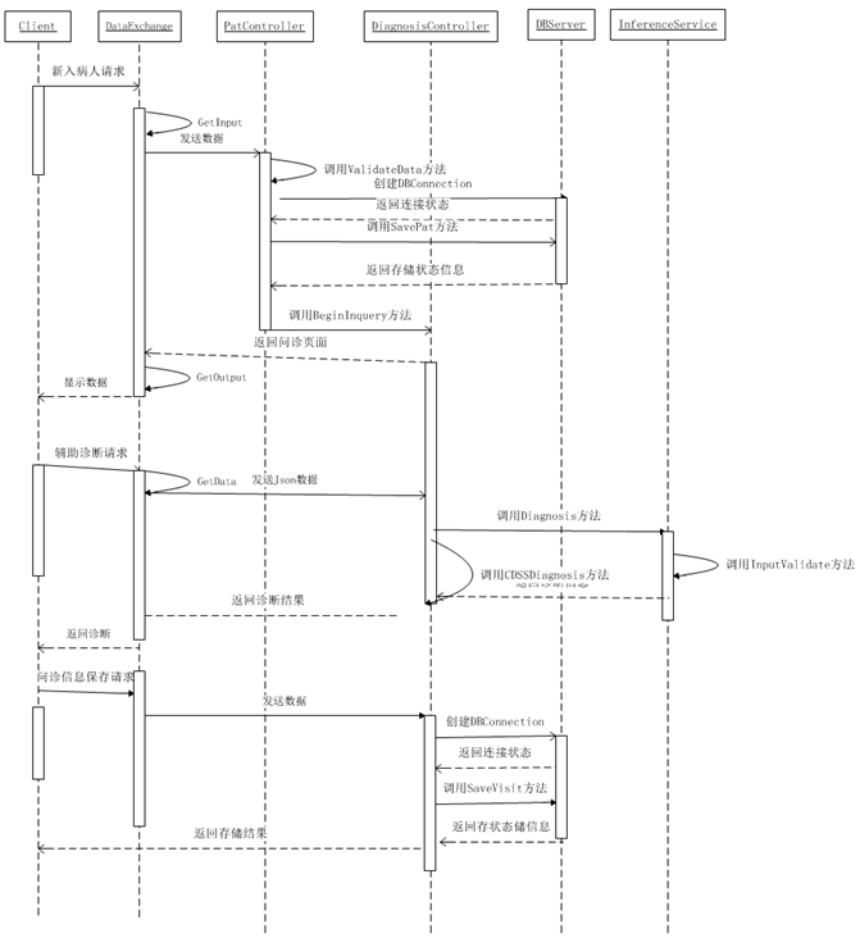 Client
DataExchange
PatController
DiagnosisController
DBServer
InferenceService
新入病人请求
GetInput
发送数据
调用ValidateData方法
创建DBConnection
返回连接状态
调用SavePat方法
返回存储状态信息
调用BeginInquery方法
返回问诊页面
GetOutput
显示数据
辅助诊断请求
GetData
发送Json数据
调用Diagnosis方法
调用InputValidate方法
调用CDSSDiagnosis方法
返回诊断信息
返回诊断结果
返回诊断
问诊信息保存请求
发送数据
创建DBConnection
返回连接状态
调用SaveVisit方法
返回存状态储信息
返回存储结果